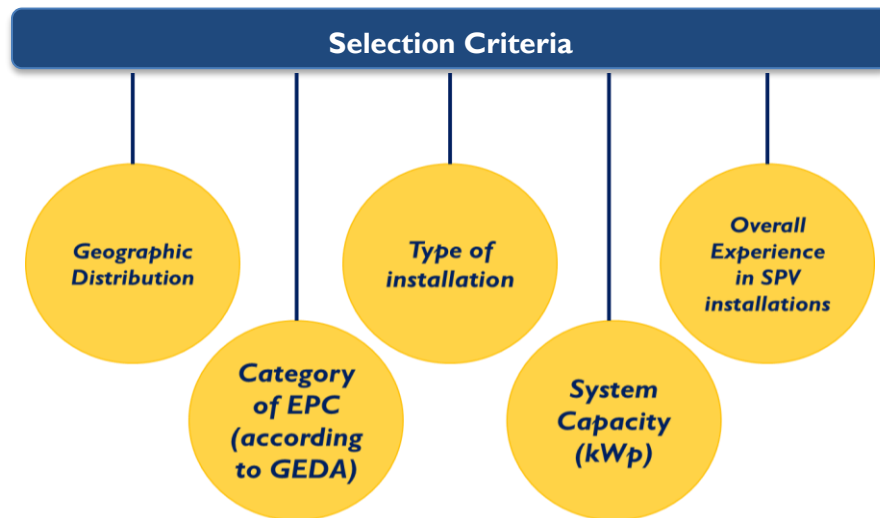 Selection Criteria
Geographic
Distribution
Category
of EPC
(according
to GEDA)
Type of
installation
System
Capacity
(kWp)
Overall
Experience
in SPV
installations